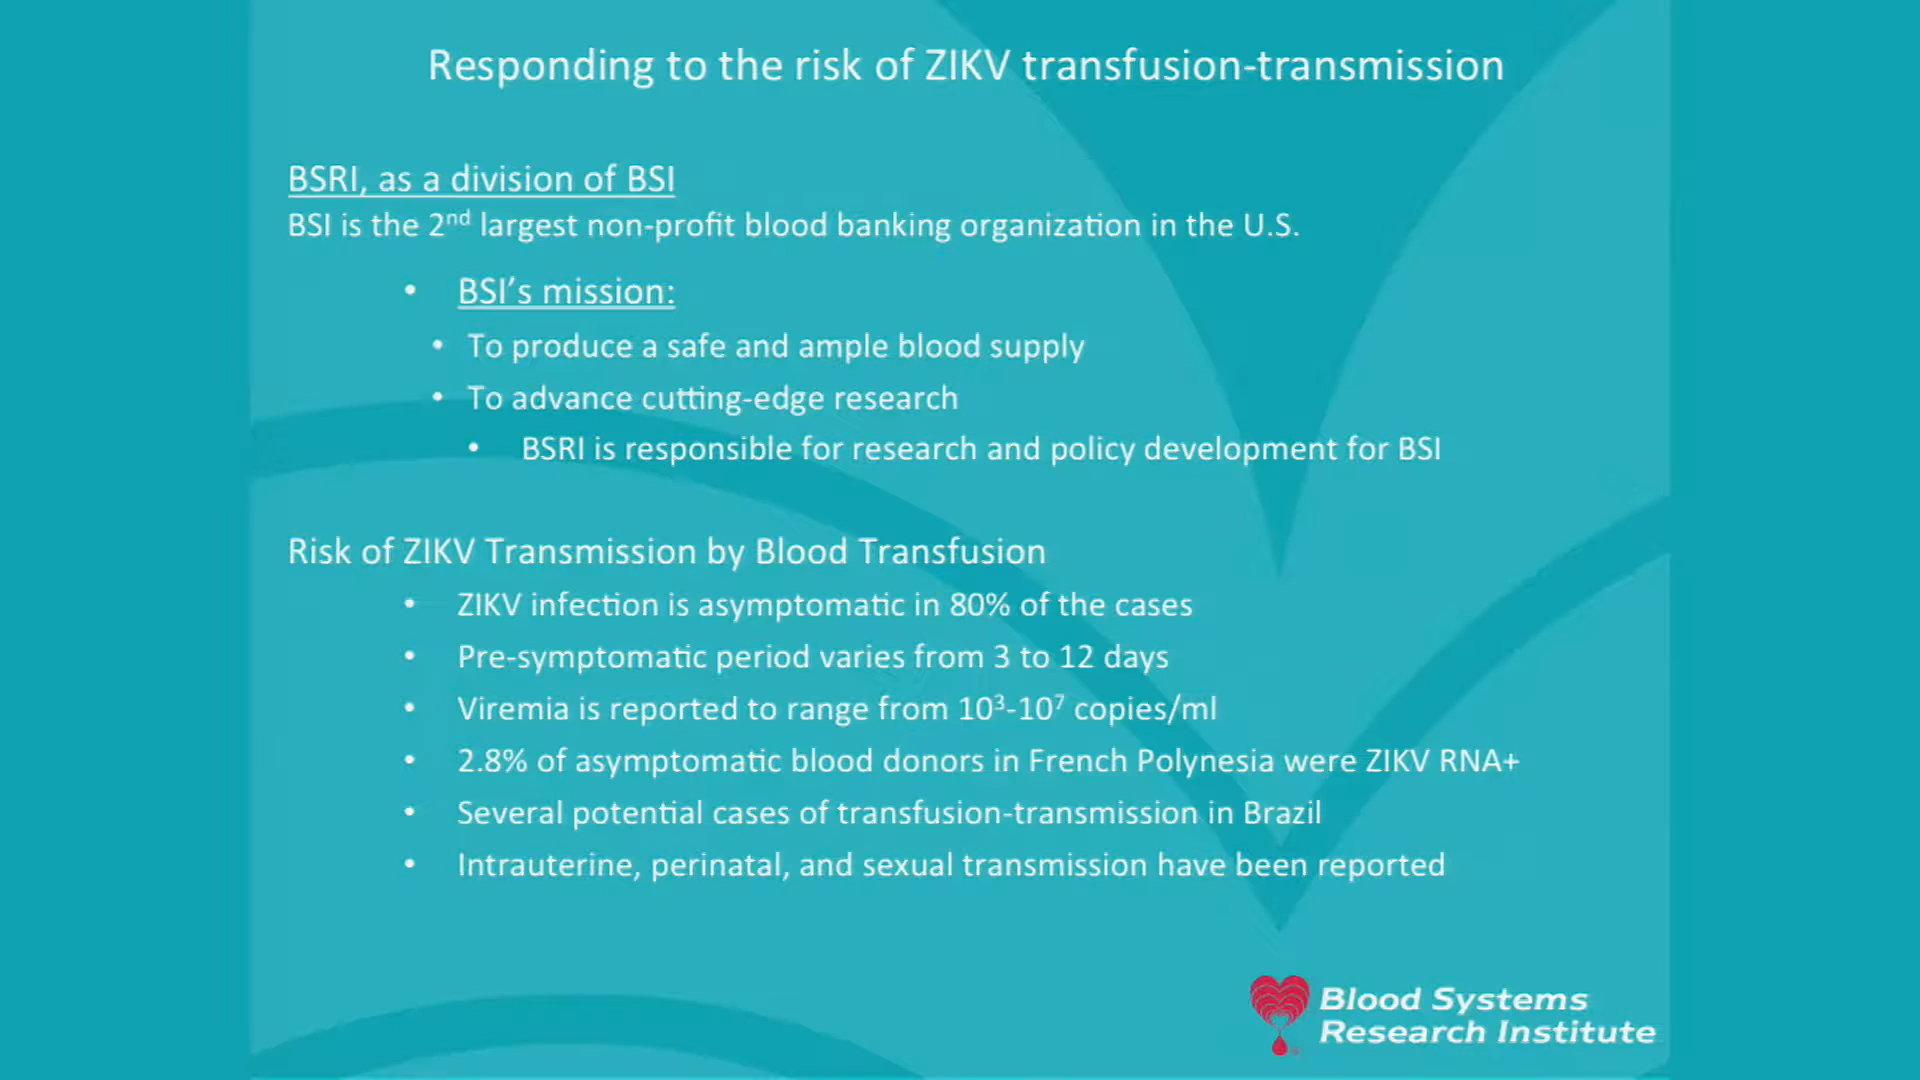 Responding to the risk of ZIKV transfusion-transmission
BSRI, as a division of BSI
BSI is the 2nd largest non-profit blood banking organization in the U.S.
• BSI’s mission:
• To produce a safe and ample blood supply
• To advance cutting-edge research
• BSRI is responsible for research and policy development for BSI
Risk of ZIKV Transmission by Blood Transfusion
• ZIKV infection is asymptomatic in 80% of the cases
• Pre-symptomatic period varies from 3 to 12 days
• Viremia is reported to range from 10³-10⁷ copies/ml
• 2.8% of asymptomatic blood donors in French Polynesia were ZIKV RNA+
• Several potential cases of transfusion-transmission in Brazil
• Intrauterine, perinatal, and sexual transmission have been reported
Blood Systems
Research Institute